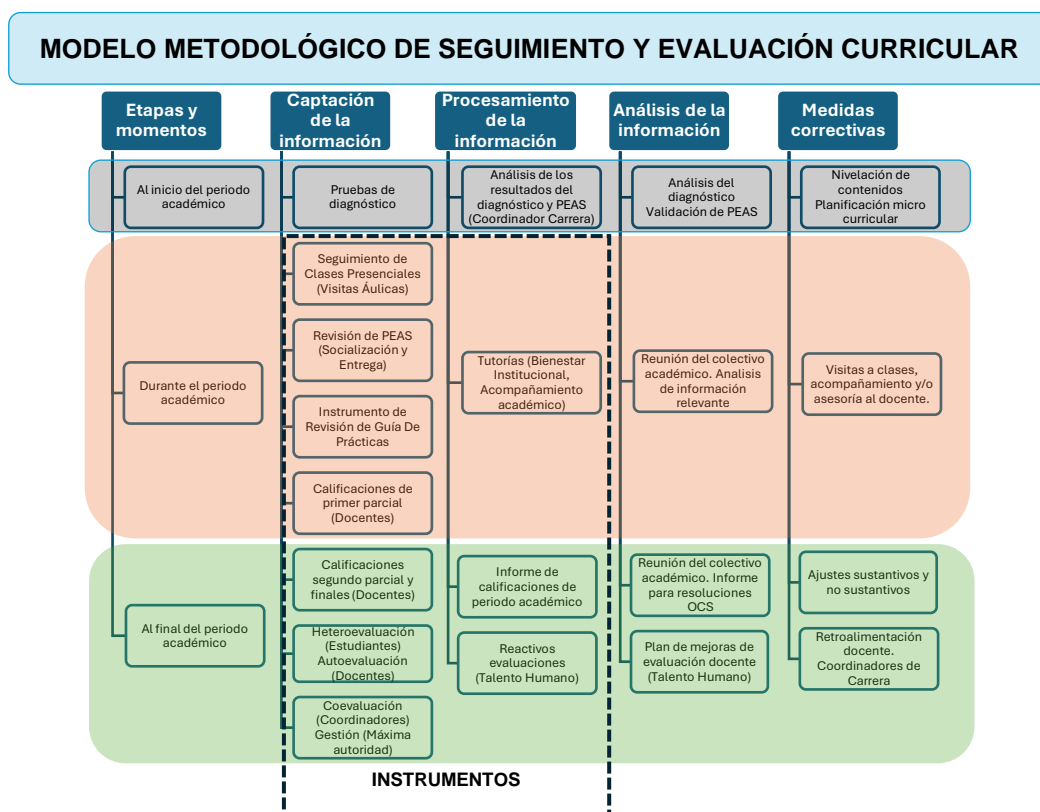 MODELO METODOLÓGICO DE SEGUIMIENTO Y EVALUACIÓN CURRICULAR
Etapas y
momentos
Captación
de la
información
Procesamiento
de la
información
Análisis de la
información
Medidas
correctivas
Al inicio del periodo
académico
Pruebas de
diagnóstico
Análisis de los
resultados del
diagnóstico y PEAS
(Coordinador Carrera)
Análisis del
diagnóstico
Validación de PEAS
Nivelación de
contenidos
Planificación micro
curricular
Durante el periodo
académico
Seguimiento de
Clases Presenciales
(Visitas Áulicas)
Revisión de PEAS
(Socialización y
Entrega)
Instrumento de
Revisión de Guía De
Prácticas
Calificaciones de
primer parcial
(Docentes)
Tutorías (Bienestar
Institucional,
Acompañamiento
académico)
Reunión del colectivo
académico. Analisis
de información
relevante
Visitas a clases,
acompañamiento y/o
asesoría al docente.
Al final del periodo
académico
Calificaciones
segundo parcial y
finales (Docentes)
Heteroevaluación
(Estudiantes)
Autoevaluación
(Docentes)
Coevaluación
(Coordinadores)
Gestión (Máxima
autoridad)
Informe de
calificaciones de
periodo académico
Reactivos
evaluaciones
(Talento Humano)
Reunión del colectivo
académico. Informe
para resoluciones
OCS
Plan de mejoras de
evaluación docente
(Talento Humano)
Ajustes sustantivos y
no sustantivos
Retroalimentación
docente.
Coordinadores de
Carrera
INSTRUMENTOS